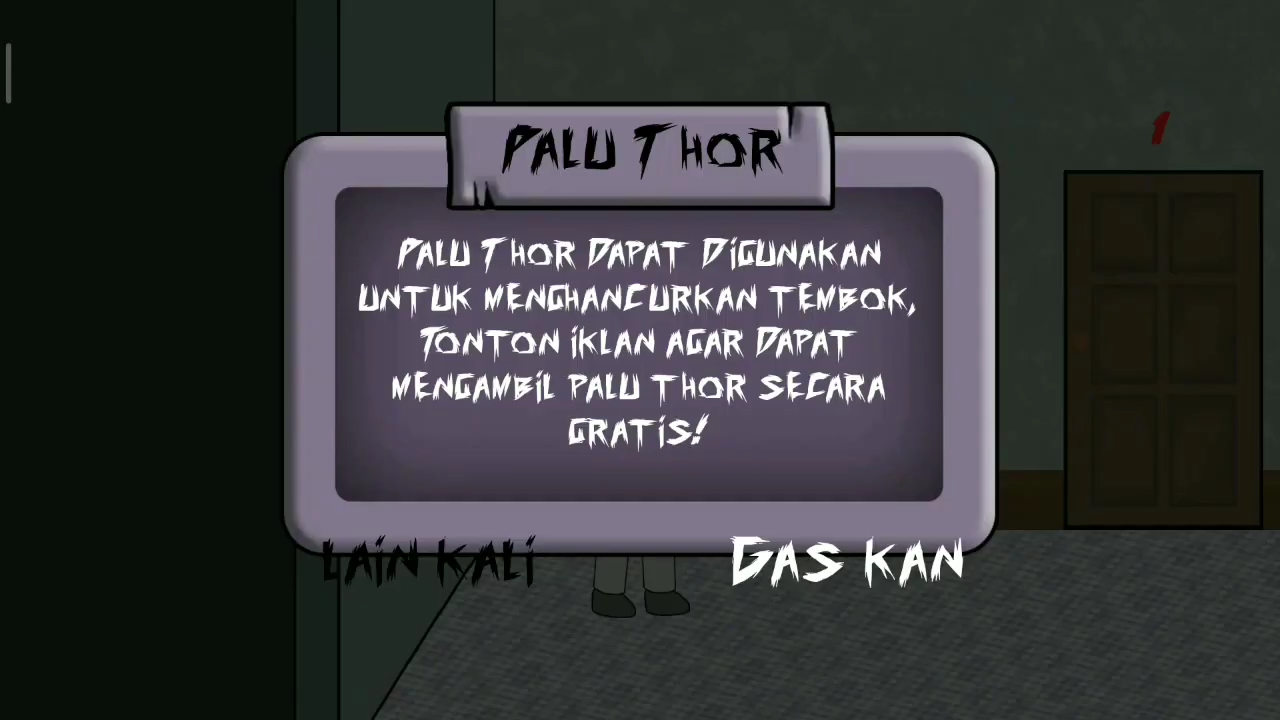 PALU THOR
1
PALU THOR DAPAT DIGUNAKAN
UNTUK MENGHANCURKAN TEMBOK,
TONTON IKLAN AGAR DAPAT
MENGAMBIL PALU THOR SECARA
GRATIS!
LAIN KALI
GAS KAN